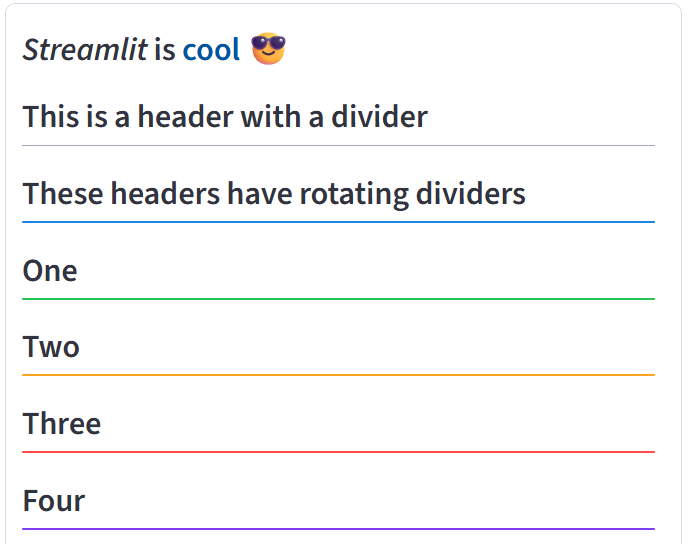 Streamlit is cool 😎
This is a header with a divider
These headers have rotating dividers
One
Two
Three
Four